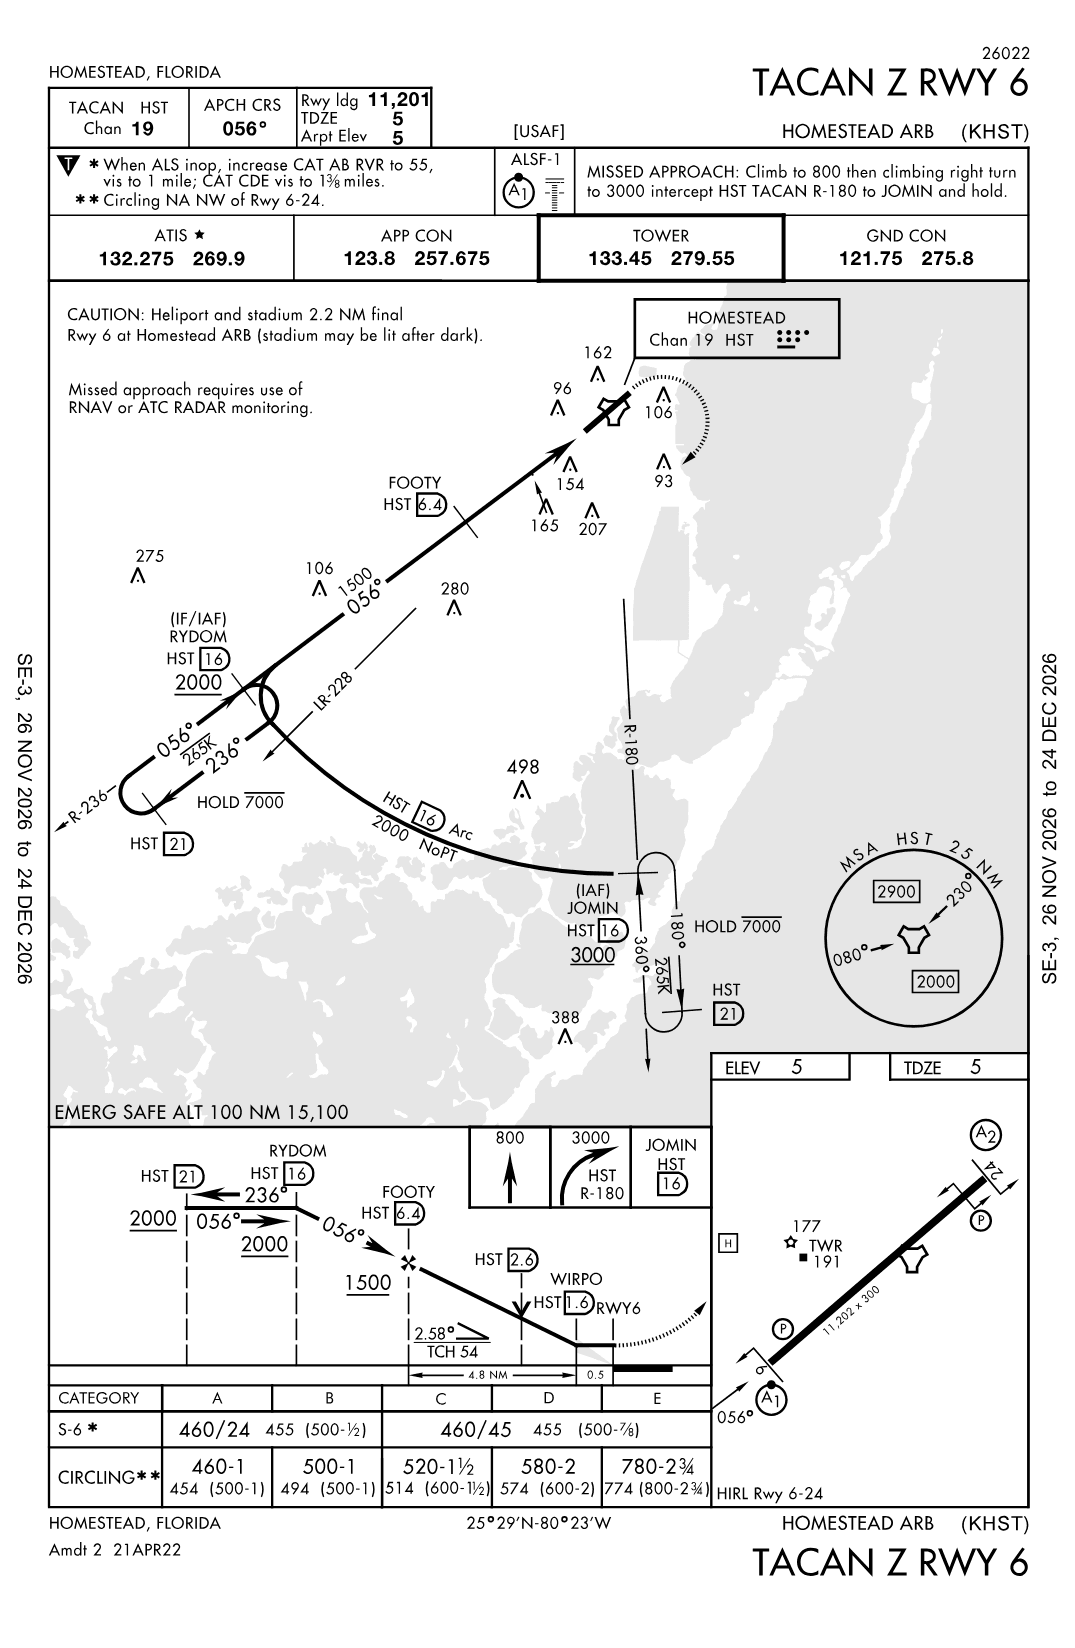 26022
HOMESTEAD, FLORIDA
TACAN Z RWY 6
TACAN HST
Chan 19
APCH CRS
056°
Rwy ldg 11,201
TDZE 5
Arpt Elev 5
[USAF]
HOMESTEAD ARB (KHST)
T
* When ALS inop, increase CAT AB RVR to 55,
vis to 1 mile; CAT CDE vis to 1⅜ miles.
** Circling NA NW of Rwy 6-24.
ALSF-1
A1
MISSED APPROACH: Climb to 800 then climbing right turn
to 3000 intercept HST TACAN R-180 to JOMIN and hold.
ATIS ★
132.275 269.9
APP CON
123.8 257.675
TOWER
133.45 279.55
GND CON
121.75 275.8
CAUTION: Heliport and stadium 2.2 NM final
Rwy 6 at Homestead ARB (stadium may be lit after dark).
HOMESTEAD
Chan 19 HST
Missed approach requires use of
RNAV or ATC RADAR monitoring.
162
96
106
FOOTY
HST 6.4
154
93
165
207
275
106
1500
056°
280
(IF/IAF)
RYDOM
HST 16
2000
LR-228
R-180
056°
265K
236°
R-236
HOLD 7000
HST 21
498
HST 16 Arc
2000 NoPT
(IAF)
JOMIN
HST 16
3000
360°
180°
265K
HOLD 7000
HST
21
388
MSA HST 25 NM
2900
230°
080°
2000
EMERG SAFE ALT 100 NM 15,100
SE-3, 26 NOV 2026 to 24 DEC 2026
SE-3, 26 NOV 2026 to 24 DEC 2026
ELEV 5
TDZE 5
A2
24
P
H
177
TWR
191
11,202 x 300
P
6
A1
056°
HIRL Rwy 6-24
RYDOM
HST 21
HST 16
236°
2000
056°
2000
056°
FOOTY
HST 6.4
1500
HST 2.6
WIRPO
HST 1.6
RWY6
2.58°
TCH 54
4.8 NM
0.5
800
3000
HST
R-180
JOMIN
HST
16
CATEGORY A B C D E
S-6 * 460/24 455 (500-½) 460/45 455 (500-⅞)
CIRCLING** 460-1 500-1 520-1½ 580-2 780-2¾
454 (500-1) 494 (500-1) 514 (600-1½) 574 (600-2) 774 (800-2¾)
HOMESTEAD, FLORIDA
25°29'N-80°23'W
HOMESTEAD ARB (KHST)
Amdt 2 21APR22
TACAN Z RWY 6